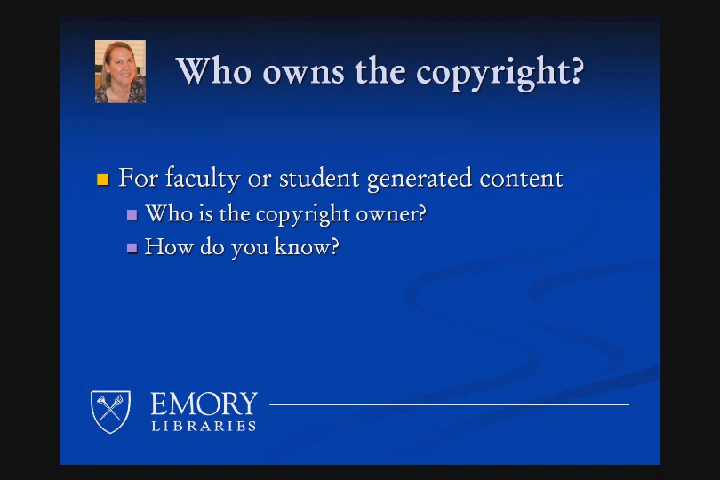 Who owns the copyright?
For faculty or student generated content
Who is the copyright owner?
How do you know?
EMORY
LIBRARIES